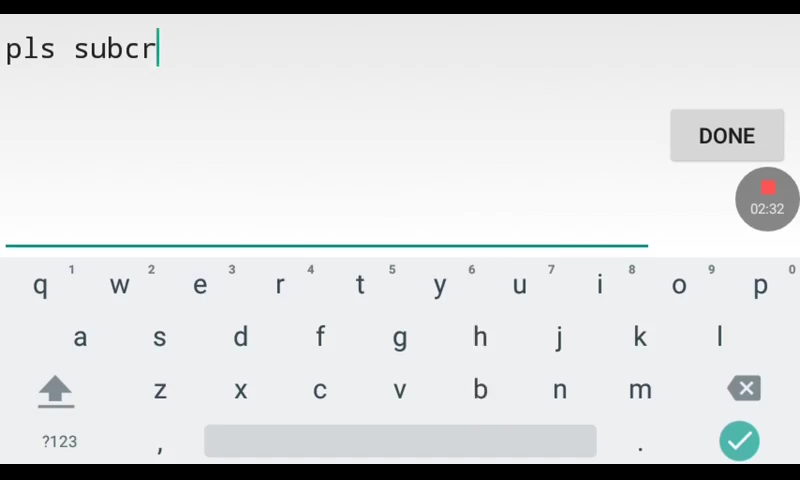 pls subcr
DONE
02:32
q 1 w 2 e 3 r 4 t 5 y 6 u 7 i 8 o 9 p 0
a s d f g h j k l
z x c v b n m
?123 , .